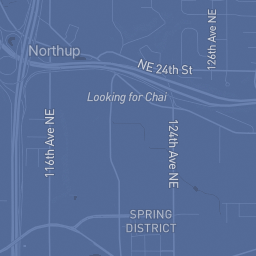 126th Ave NE
Northup
NE 24th St
Looking for Chai
116th Ave NE
124th Ave NE
SPRING
DISTRICT